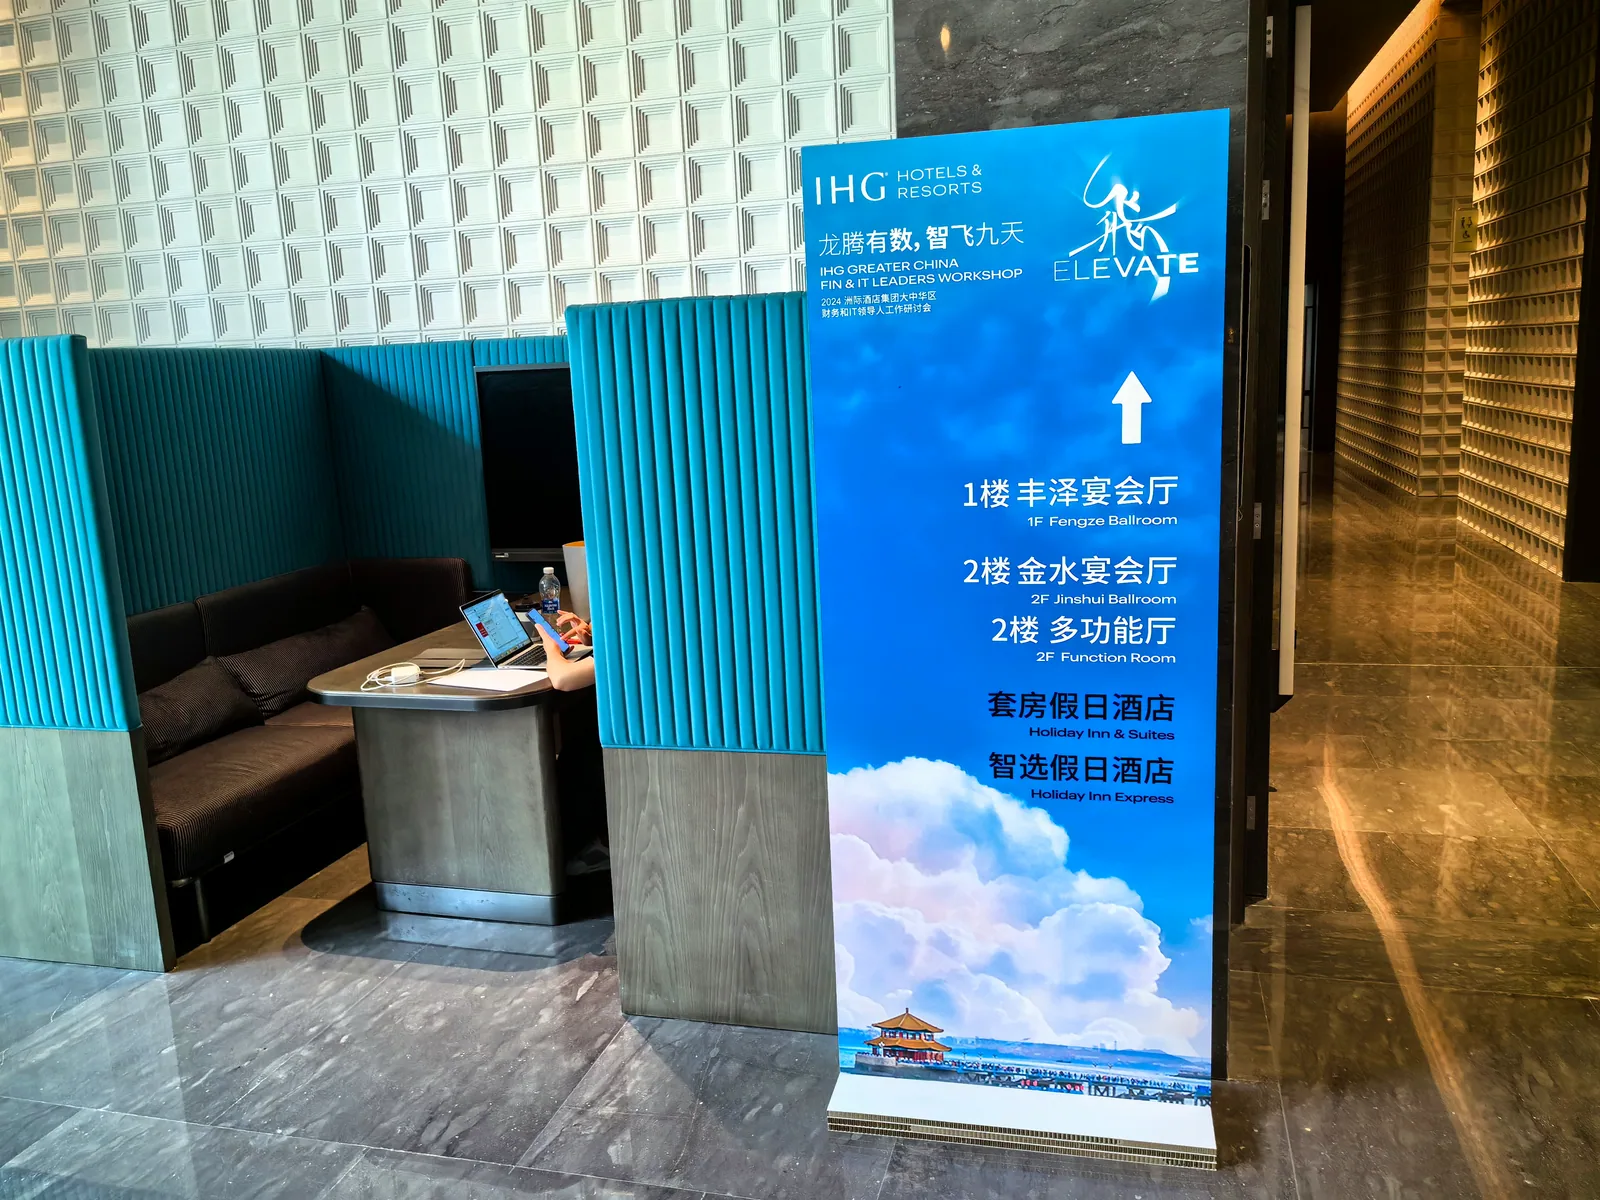 IHG HOTELS &
RESORTS
飛
ELEVATE
龙腾有数,智飞九天
IHG GREATER CHINA
FIN & IT LEADERS WORKSHOP
2024 洲际酒店集团大中华区
财务和IT领导人工作研讨会
1楼 丰泽宴会厅
1F Fengze Ballroom
2楼 金水宴会厅
2F Jinshui Ballroom
2楼 多功能厅
2F Function Room
套房假日酒店
Holiday Inn & Suites
智选假日酒店
Holiday Inn Express